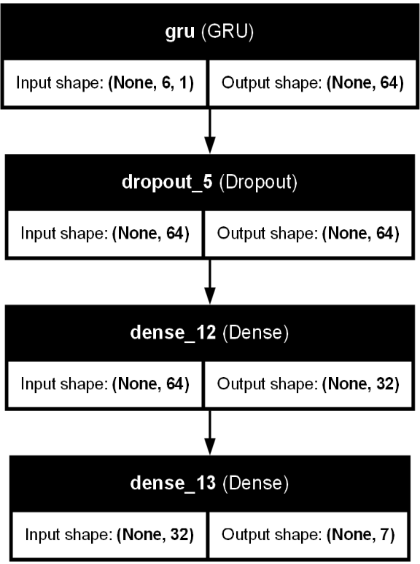 gru (GRU)
Input shape: (None, 6, 1) Output shape: (None, 64)
dropout_5 (Dropout)
Input shape: (None, 64) Output shape: (None, 64)
dense_12 (Dense)
Input shape: (None, 64) Output shape: (None, 32)
dense_13 (Dense)
Input shape: (None, 32) Output shape: (None, 7)